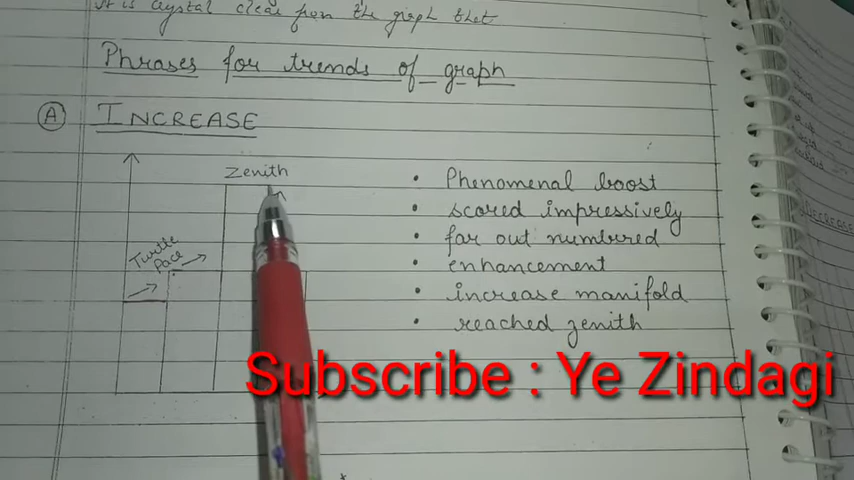 It is crystal clear from the graph that
Phrases for trends of graph
A INCREASE
Zenith
Turtle
Pace
• Phenomenal boost
• scored impressively
• far out numbered
• enhancement
• increase manifold
• reached zenith
Subscribe : Ye Zindagi